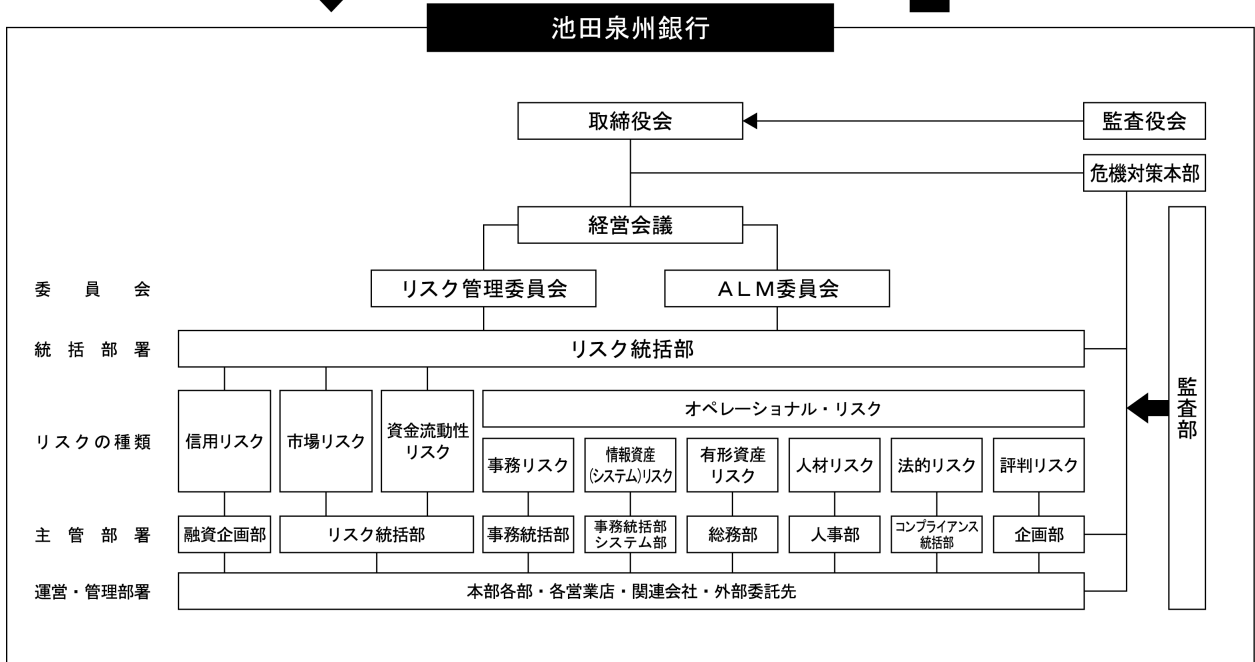 池田泉州銀行
取締役会
監査役会
危機対策本部
経営会議
委員会
リスク管理委員会
ALM委員会
統括部署
リスク統括部
監査部
リスクの種類
信用リスク
市場リスク
資金流動性
リスク
オペレーショナル・リスク
事務リスク
情報資産
(システム)リスク
有形資産
リスク
人材リスク
法的リスク
評判リスク
主管部署
融資企画部
リスク統括部
事務統括部
事務統括部
システム部
総務部
人事部
コンプライアンス
統括部
企画部
運営・管理部署
本部各部・各営業店・関連会社・外部委託先